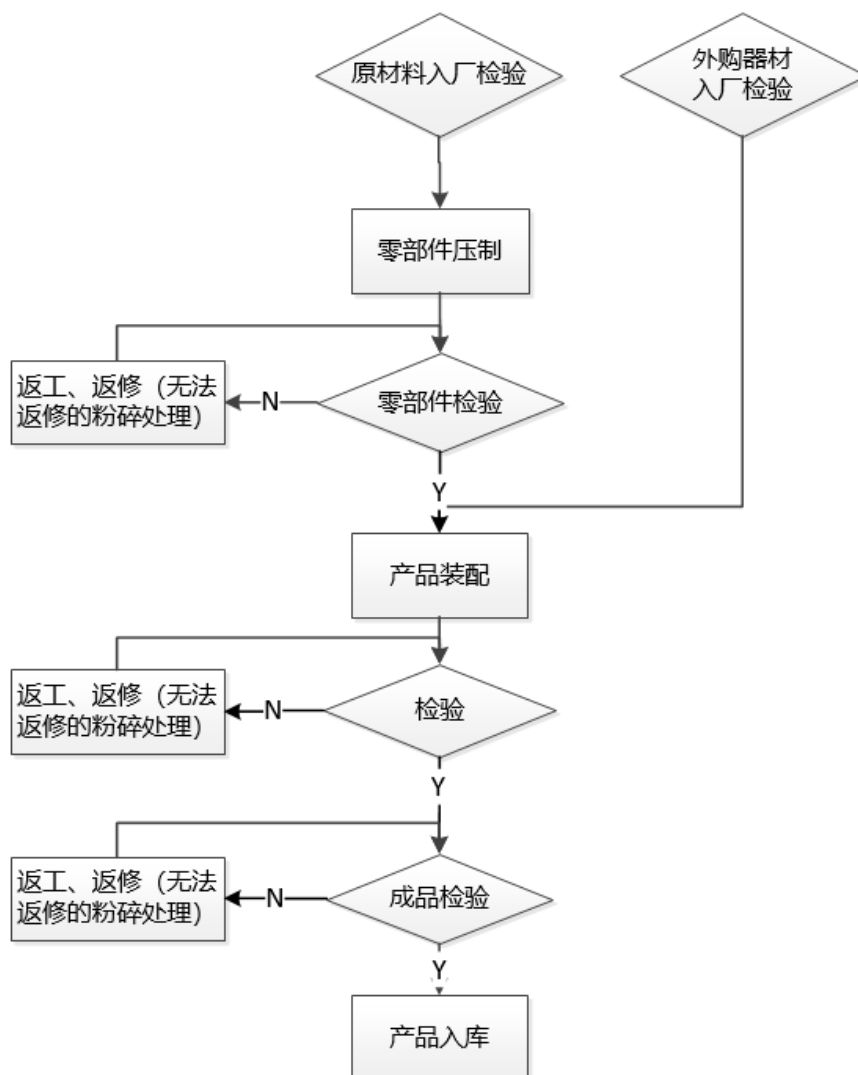 原材料入厂检验
外购器材
入厂检验
零部件压制
返工、返修（无法
返修的粉碎处理）
N
零部件检验
Y
产品装配
返工、返修（无法
返修的粉碎处理）
N
检验
Y
返工、返修（无法
返修的粉碎处理）
N
成品检验
Y
产品入库